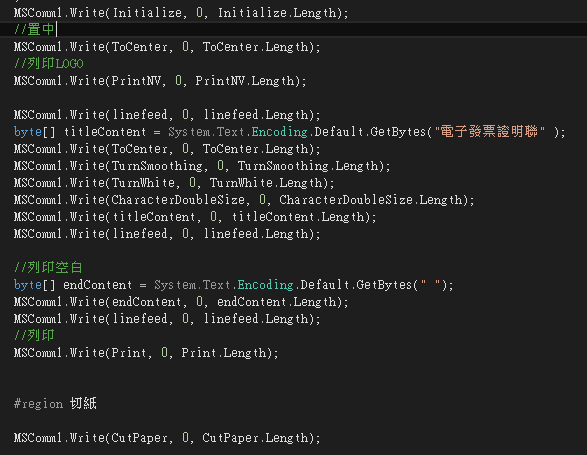 MSComm1.Write(Initialize, 0, Initialize.Length);
//置中
MSComm1.Write(ToCenter, 0, ToCenter.Length);
//列印LOGO
MSComm1.Write(PrintNV, 0, PrintNV.Length);
MSComm1.Write(linefeed, 0, linefeed.Length);
byte[] titleContent = System.Text.Encoding.Default.GetBytes("電子發票證明聯" );
MSComm1.Write(ToCenter, 0, ToCenter.Length);
MSComm1.Write(TurnSmoothing, 0, TurnSmoothing.Length);
MSComm1.Write(TurnWhite, 0, TurnWhite.Length);
MSComm1.Write(CharacterDoubleSize, 0, CharacterDoubleSize.Length);
MSComm1.Write(titleContent, 0, titleContent.Length);
MSComm1.Write(linefeed, 0, linefeed.Length);
//列印空白
byte[] endContent = System.Text.Encoding.Default.GetBytes(" ");
MSComm1.Write(endContent, 0, endContent.Length);
MSComm1.Write(linefeed, 0, linefeed.Length);
//列印
MSComm1.Write(Print, 0, Print.Length);
#region 切紙
MSComm1.Write(CutPaper, 0, CutPaper.Length);